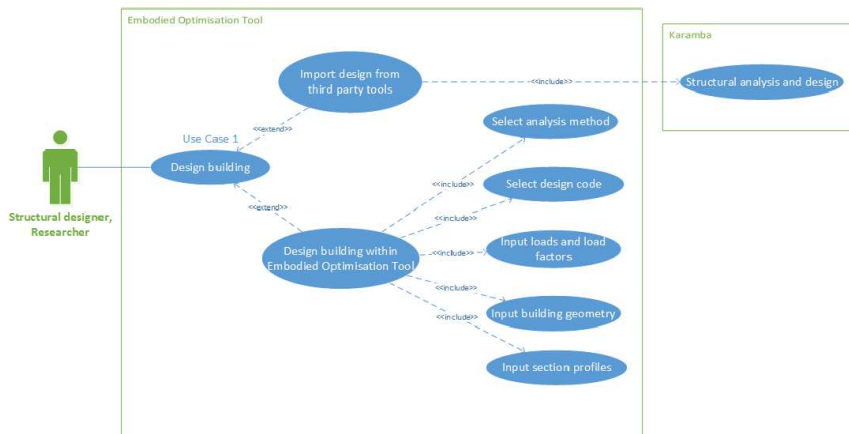 Embodied Optimisation Tool
Karamba
Import design from
third party tools
<<include>>
Structural analysis and design
Select analysis method
<<extend>>
Use Case 1
Design building
Select design code
<<include>>
<<extend>>
<<include>>
Structural designer,
Researcher
Design building within
Embodied Optimisation Tool
<<include>>
Input loads and load
factors
<<include>>
Input building geometry
<<include>>
Input section profiles